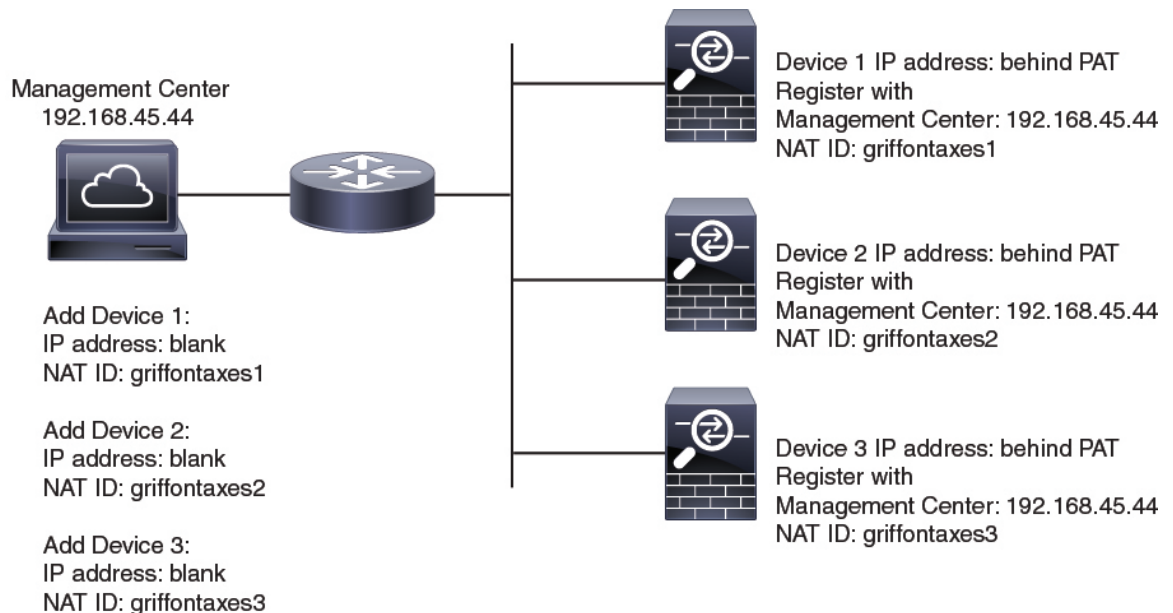 Management Center
192.168.45.44
Add Device 1:
IP address: blank
NAT ID: griffontaxes1
Add Device 2:
IP address: blank
NAT ID: griffontaxes2
Add Device 3:
IP address: blank
NAT ID: griffontaxes3
Device 1 IP address: behind PAT
Register with
Management Center: 192.168.45.44
NAT ID: griffontaxes1
Device 2 IP address: behind PAT
Register with
Management Center: 192.168.45.44
NAT ID: griffontaxes2
Device 3 IP address: behind PAT
Register with
Management Center: 192.168.45.44
NAT ID: griffontaxes3